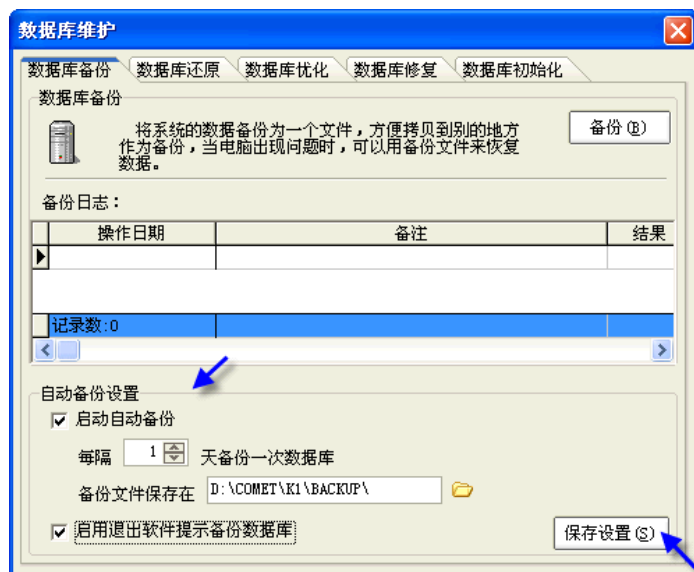 数据库维护
数据库备份 数据库还原 数据库优化 数据库修复 数据库初始化
数据库备份
将系统的数据备份为一个文件，方便拷贝到别的地方
作为备份，当电脑出现问题时，可以用备份文件来恢复
数据。
备份(B)
备份日志：
操作日期 备注 结果
记录数:0
自动备份设置
启动自动备份
每隔 1 天备份一次数据库
备份文件保存在 D:\COMET\K1\BACKUP\
启用退出软件提示备份数据库
保存设置(S)